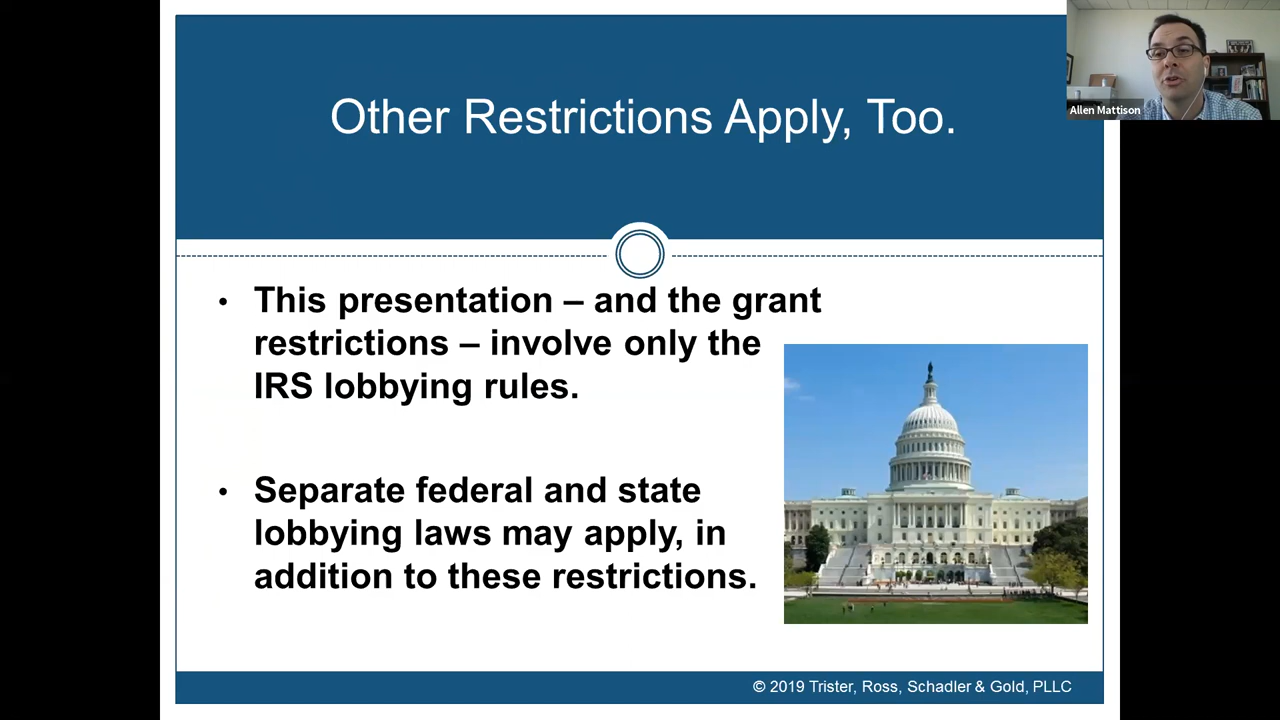 Other Restrictions Apply, Too.
Allen Mattison
• This presentation – and the grant
restrictions – involve only the
IRS lobbying rules.
• Separate federal and state
lobbying laws may apply, in
addition to these restrictions.
© 2019 Trister, Ross, Schadler & Gold, PLLC